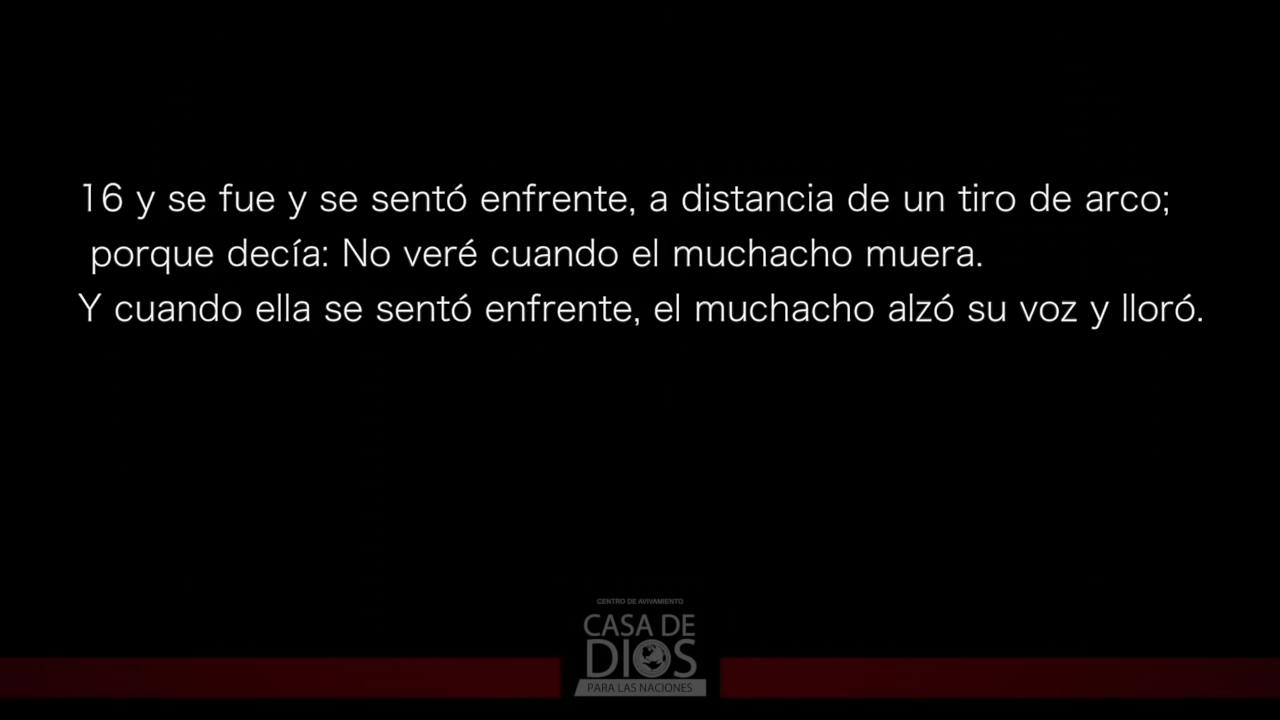 16 y se fue y se sentó enfrente, a distancia de un tiro de arco;
porque decía: No veré cuando el muchacho muera.
Y cuando ella se sentó enfrente, el muchacho alzó su voz y lloró.
CENTRO DE AVIVAMIENTO
CASA DE
DIOS
PARA LAS NACIONES